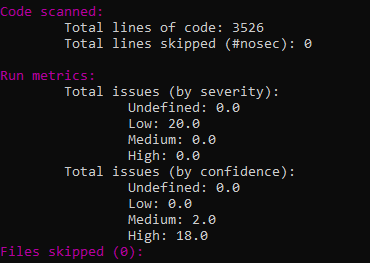 Code scanned:
Total lines of code: 3526
Total lines skipped (#nosec): 0
Run metrics:
Total issues (by severity):
Undefined: 0.0
Low: 20.0
Medium: 0.0
High: 0.0
Total issues (by confidence):
Undefined: 0.0
Low: 0.0
Medium: 2.0
High: 18.0
Files skipped (0):